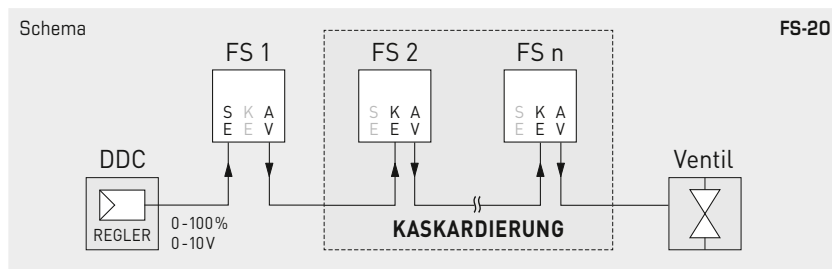 Schema
FS-20
FS 1
FS 2
FS n
S K A
E E V
S K A
E E V
S K A
E E V
DDC
REGLER
0-100%
0-10V
KASKARDIERUNG
Ventil